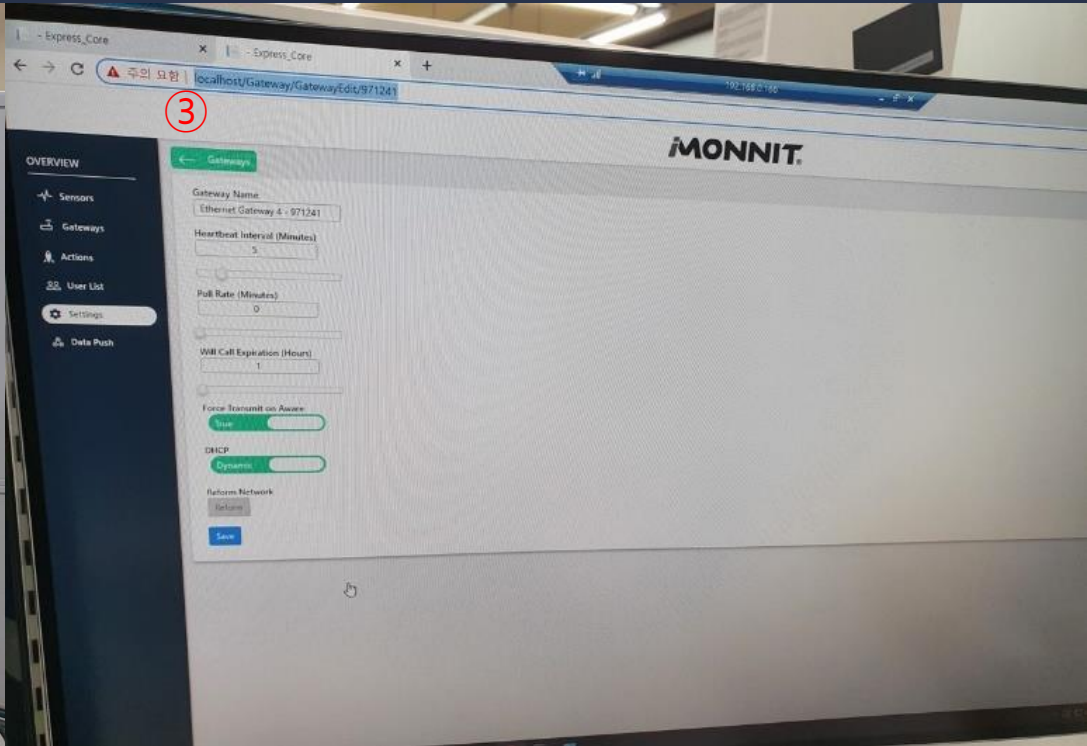 - Express_Core
- Express_Core
주의 요함
localhost/Gateway/GatewayEdit/971241
192.168.0.166
③
MONNIT
OVERVIEW
Sensors
Gateways
Actions
User List
Settings
Data Push
Gateways
Gateway Name
Ethernet Gateway 4 - 971241
Heartbeat Interval (Minutes)
5
Poll Rate (Minutes)
0
Will Call Expiration (Hours)
1
Force Transmit on Aware
True
DHCP
Dynamic
Reform Network
Reform
Save